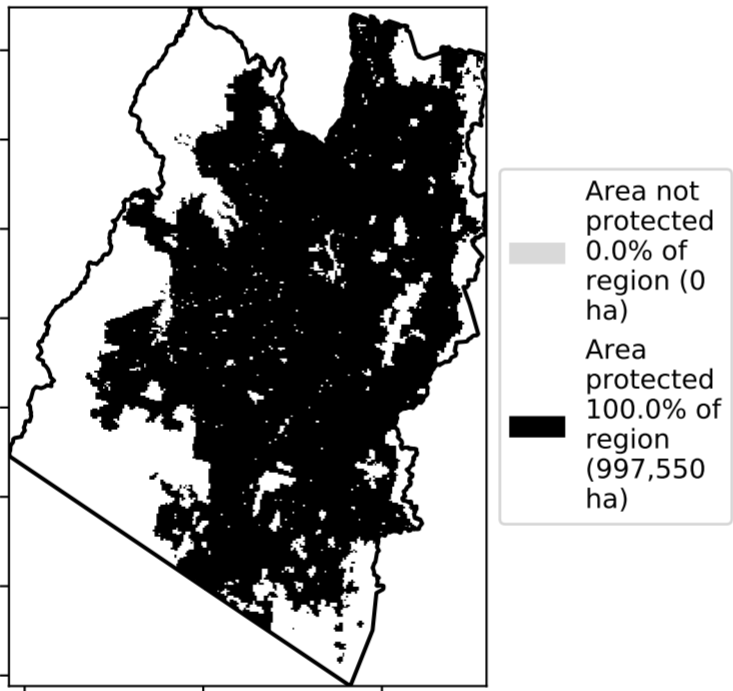 Area not
protected
0.0% of
region (0
ha)
Area
protected
100.0% of
region
(997,550
ha)